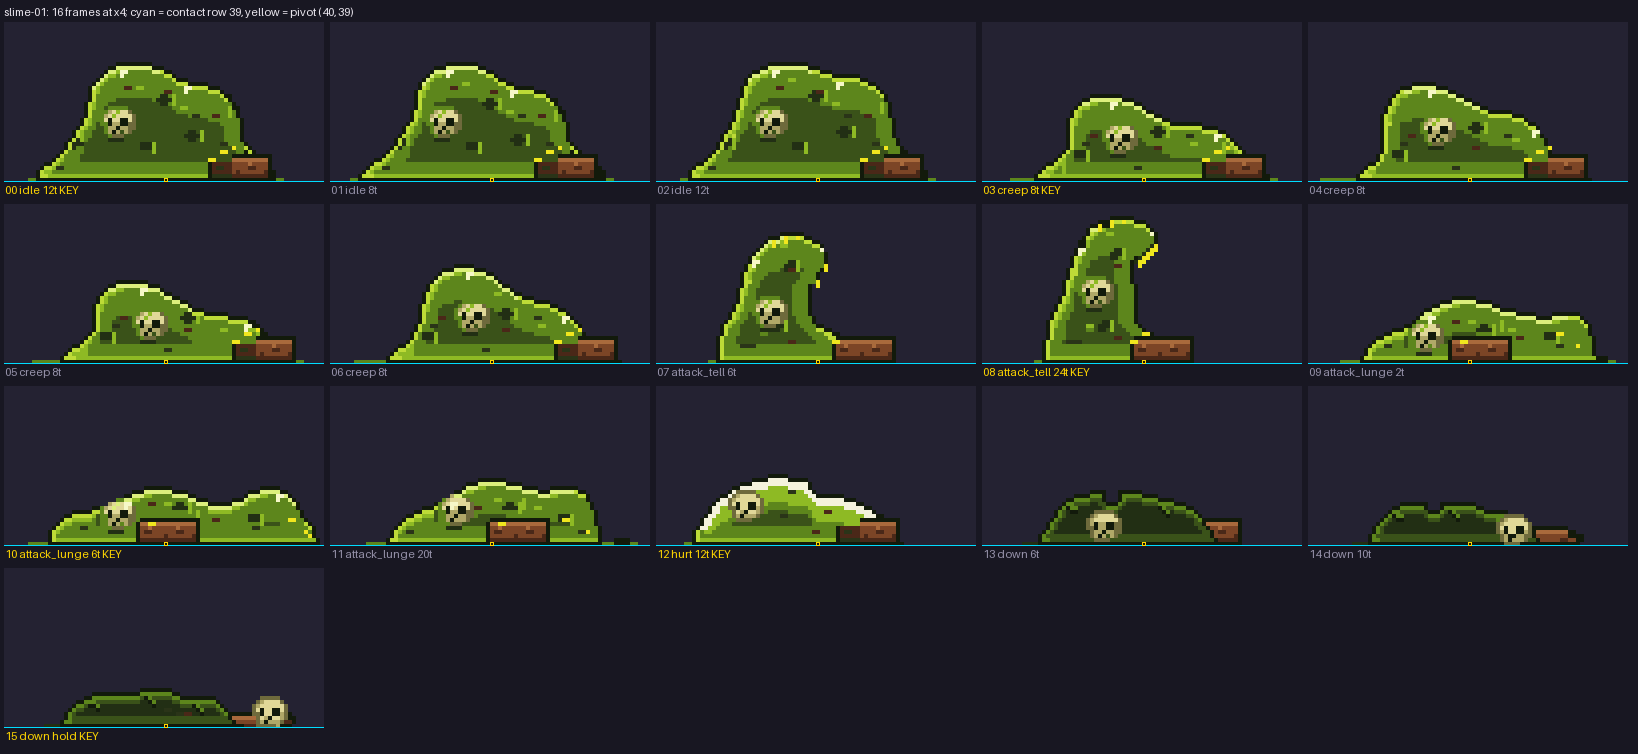 slime-01: 16 frames at x4; cyan = contact row 39, yellow = pivot (40, 39)
00 idle 12t KEY
01 idle 8t
02 idle 12t
03 creep 8t KEY
04 creep 8t
05 creep 8t
06 creep 8t
07 attack_tell 6t
08 attack_tell 24t KEY
09 attack_lunge 2t
10 attack_lunge 6t KEY
11 attack_lunge 20t
12 hurt 12t KEY
13 down 6t
14 down 10t
15 down hold KEY